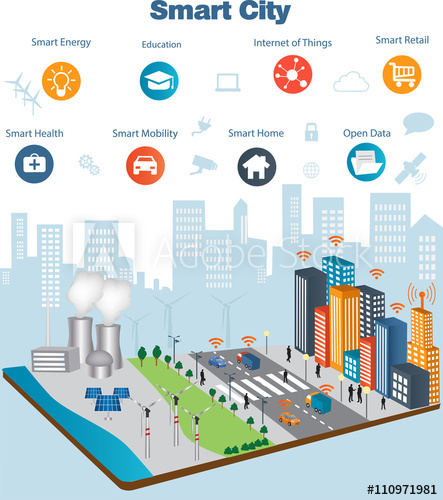 Smart City
Smart Energy
Education
Internet of Things
Smart Retail
Smart Health
Smart Mobility
Smart Home
Open Data
Adobe Stock
#110971981